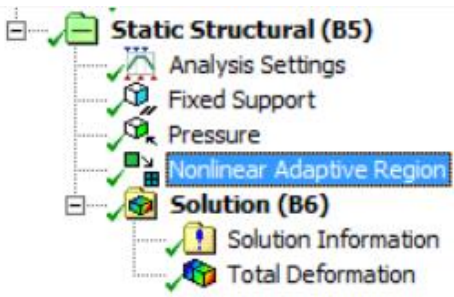 Static Structural (B5)
Analysis Settings
Fixed Support
Pressure
Nonlinear Adaptive Region
Solution (B6)
Solution Information
Total Deformation